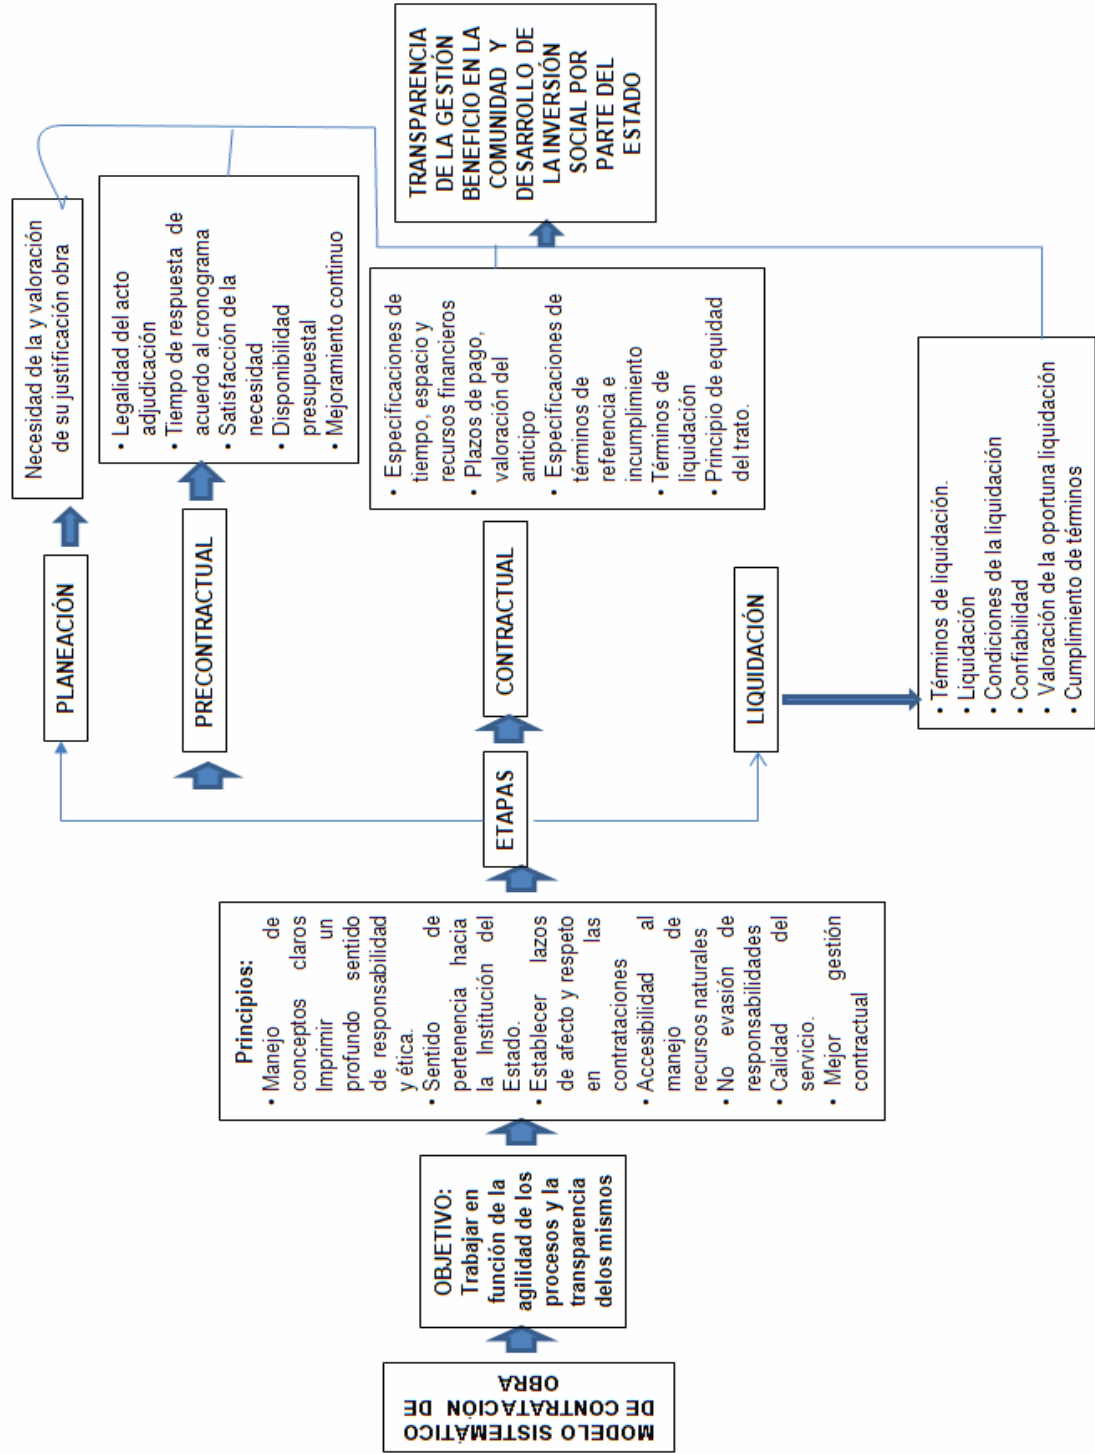 MODELO SISTEMÁTICO
DE CONTRATACIÓN DE
OBRA
OBJETIVO:
Trabajar en
función de la
agilidad de los
procesos y la
transparencia
delos mismos
Principios:
• Manejo de
conceptos claros
Imprimir un
profundo sentido
de responsabilidad
y ética.
• Sentido de
pertenencia hacia
la Institución del
Estado.
• Establecer lazos
de afecto y respeto
en las
contrataciones
• Accesibilidad al
manejo de
recursos naturales
• No evasión de
responsabilidades
• Calidad del
servicio.
• Mejor gestión
contractual
ETAPAS
PLANEACIÓN
Necesidad de la y valoración
de su justificación obra
PRECONTRACTUAL
• Legalidad del acto
adjudicación
• Tiempo de respuesta de
acuerdo al cronograma
• Satisfacción de la
necesidad
• Disponibilidad
presupuestal
• Mejoramiento continuo
CONTRACTUAL
• Especificaciones de
tiempo, espacio y
recursos financieros
• Plazos de pago,
valoración del
anticipo
• Especificaciones de
términos de
referencia e
incumplimiento
• Términos de
liquidación
• Principio de equidad
del trato.
LIQUIDACIÓN
• Términos de liquidación.
• Liquidación
• Condiciones de la liquidación
• Confiabilidad
• Valoración de la oportuna liquidación
• Cumplimiento de términos
TRANSPARENCIA
DE LA GESTIÓN
BENEFICIO EN LA
COMUNIDAD Y
DESARROLLO DE
LA INVERSIÓN
SOCIAL POR
PARTE DEL
ESTADO